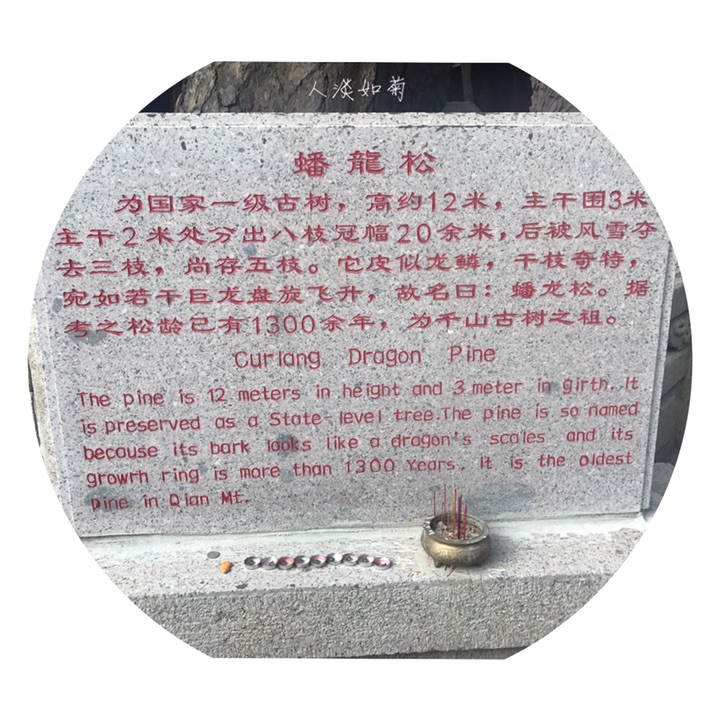 人淡如菊
蟠龍松
为国家一级古树，高约12米，主干围3米
主干2米处分出八枝冠幅20余米，后被风雪夺
去三枝，尚存五枝。它皮似龙鳞，干枝奇特，
宛如若干巨龙盘旋飞升，故名曰：蟠龙松。据
考之松龄已有1300余年，为千山古树之祖。
Curlang Dragon Pine
The pine is 12 meters in height and 3 meter in girth. It
is preserved as a State-level tree.The pine is so named
because its bark looks like a dragon's scales and its
growrh ring is more than 1300 Years. It is the oldest
pine in Qian Mt.